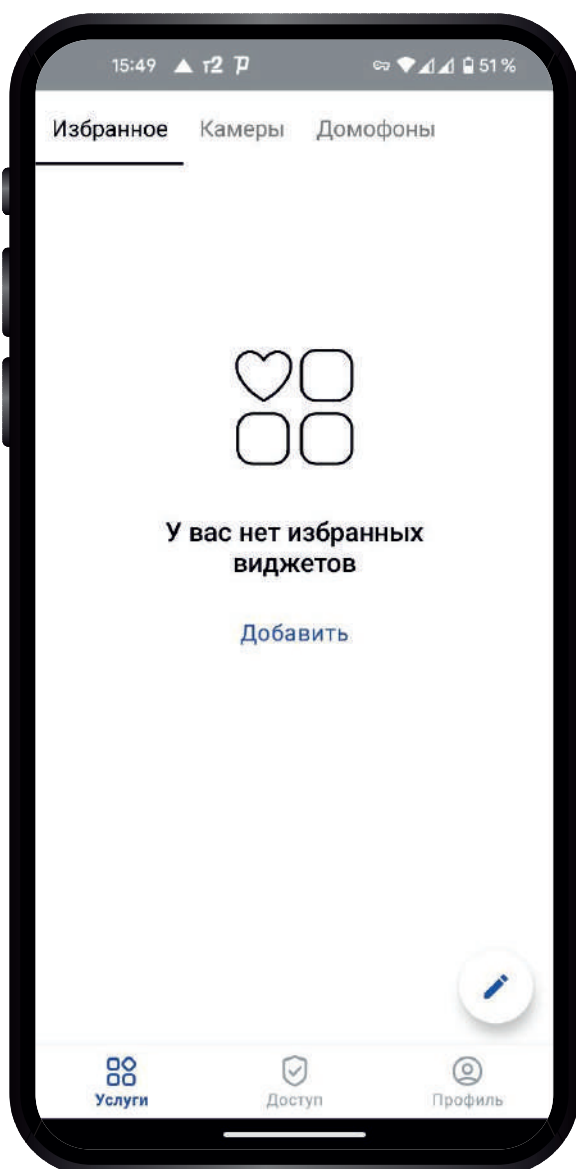 15:49 т2 51%
Избранное Камеры Домофоны
У вас нет избранных
виджетов
Добавить
Услуги Доступ Профиль